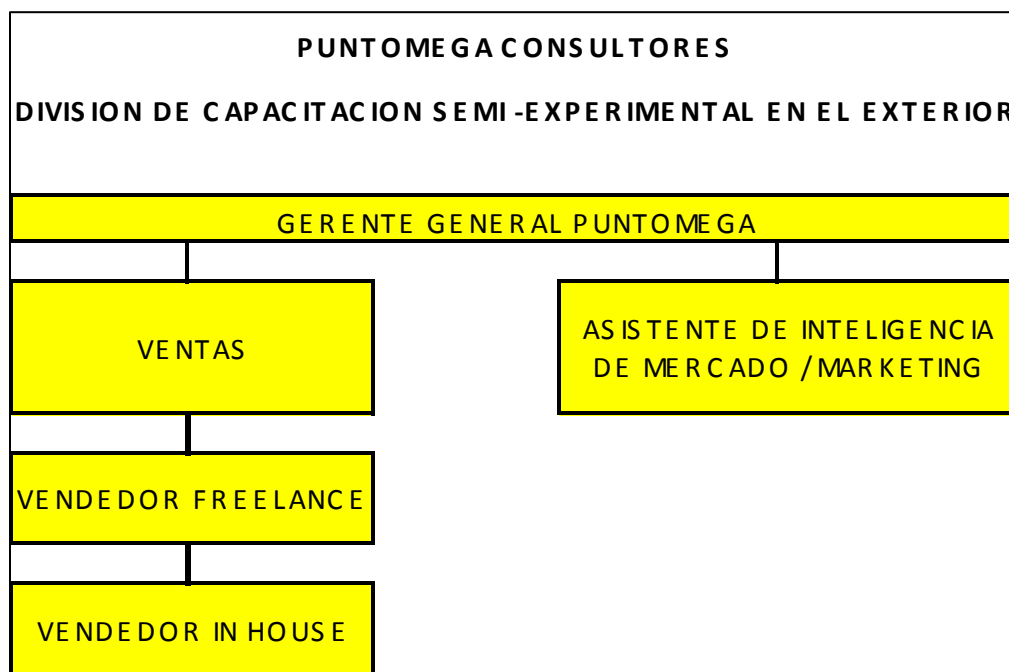 PUNTOMEGA CONSULTORES
DIVISION DE CAPACITACION SEMI-EXPERIMENTAL EN EL EXTERIOR
GERENTE GENERAL PUNTOMEGA
VENTAS
ASISTENTE DE INTELIGENCIA
DE MERCADO / MARKETING
VENDEDOR FREELANCE
VENDEDOR IN HOUSE